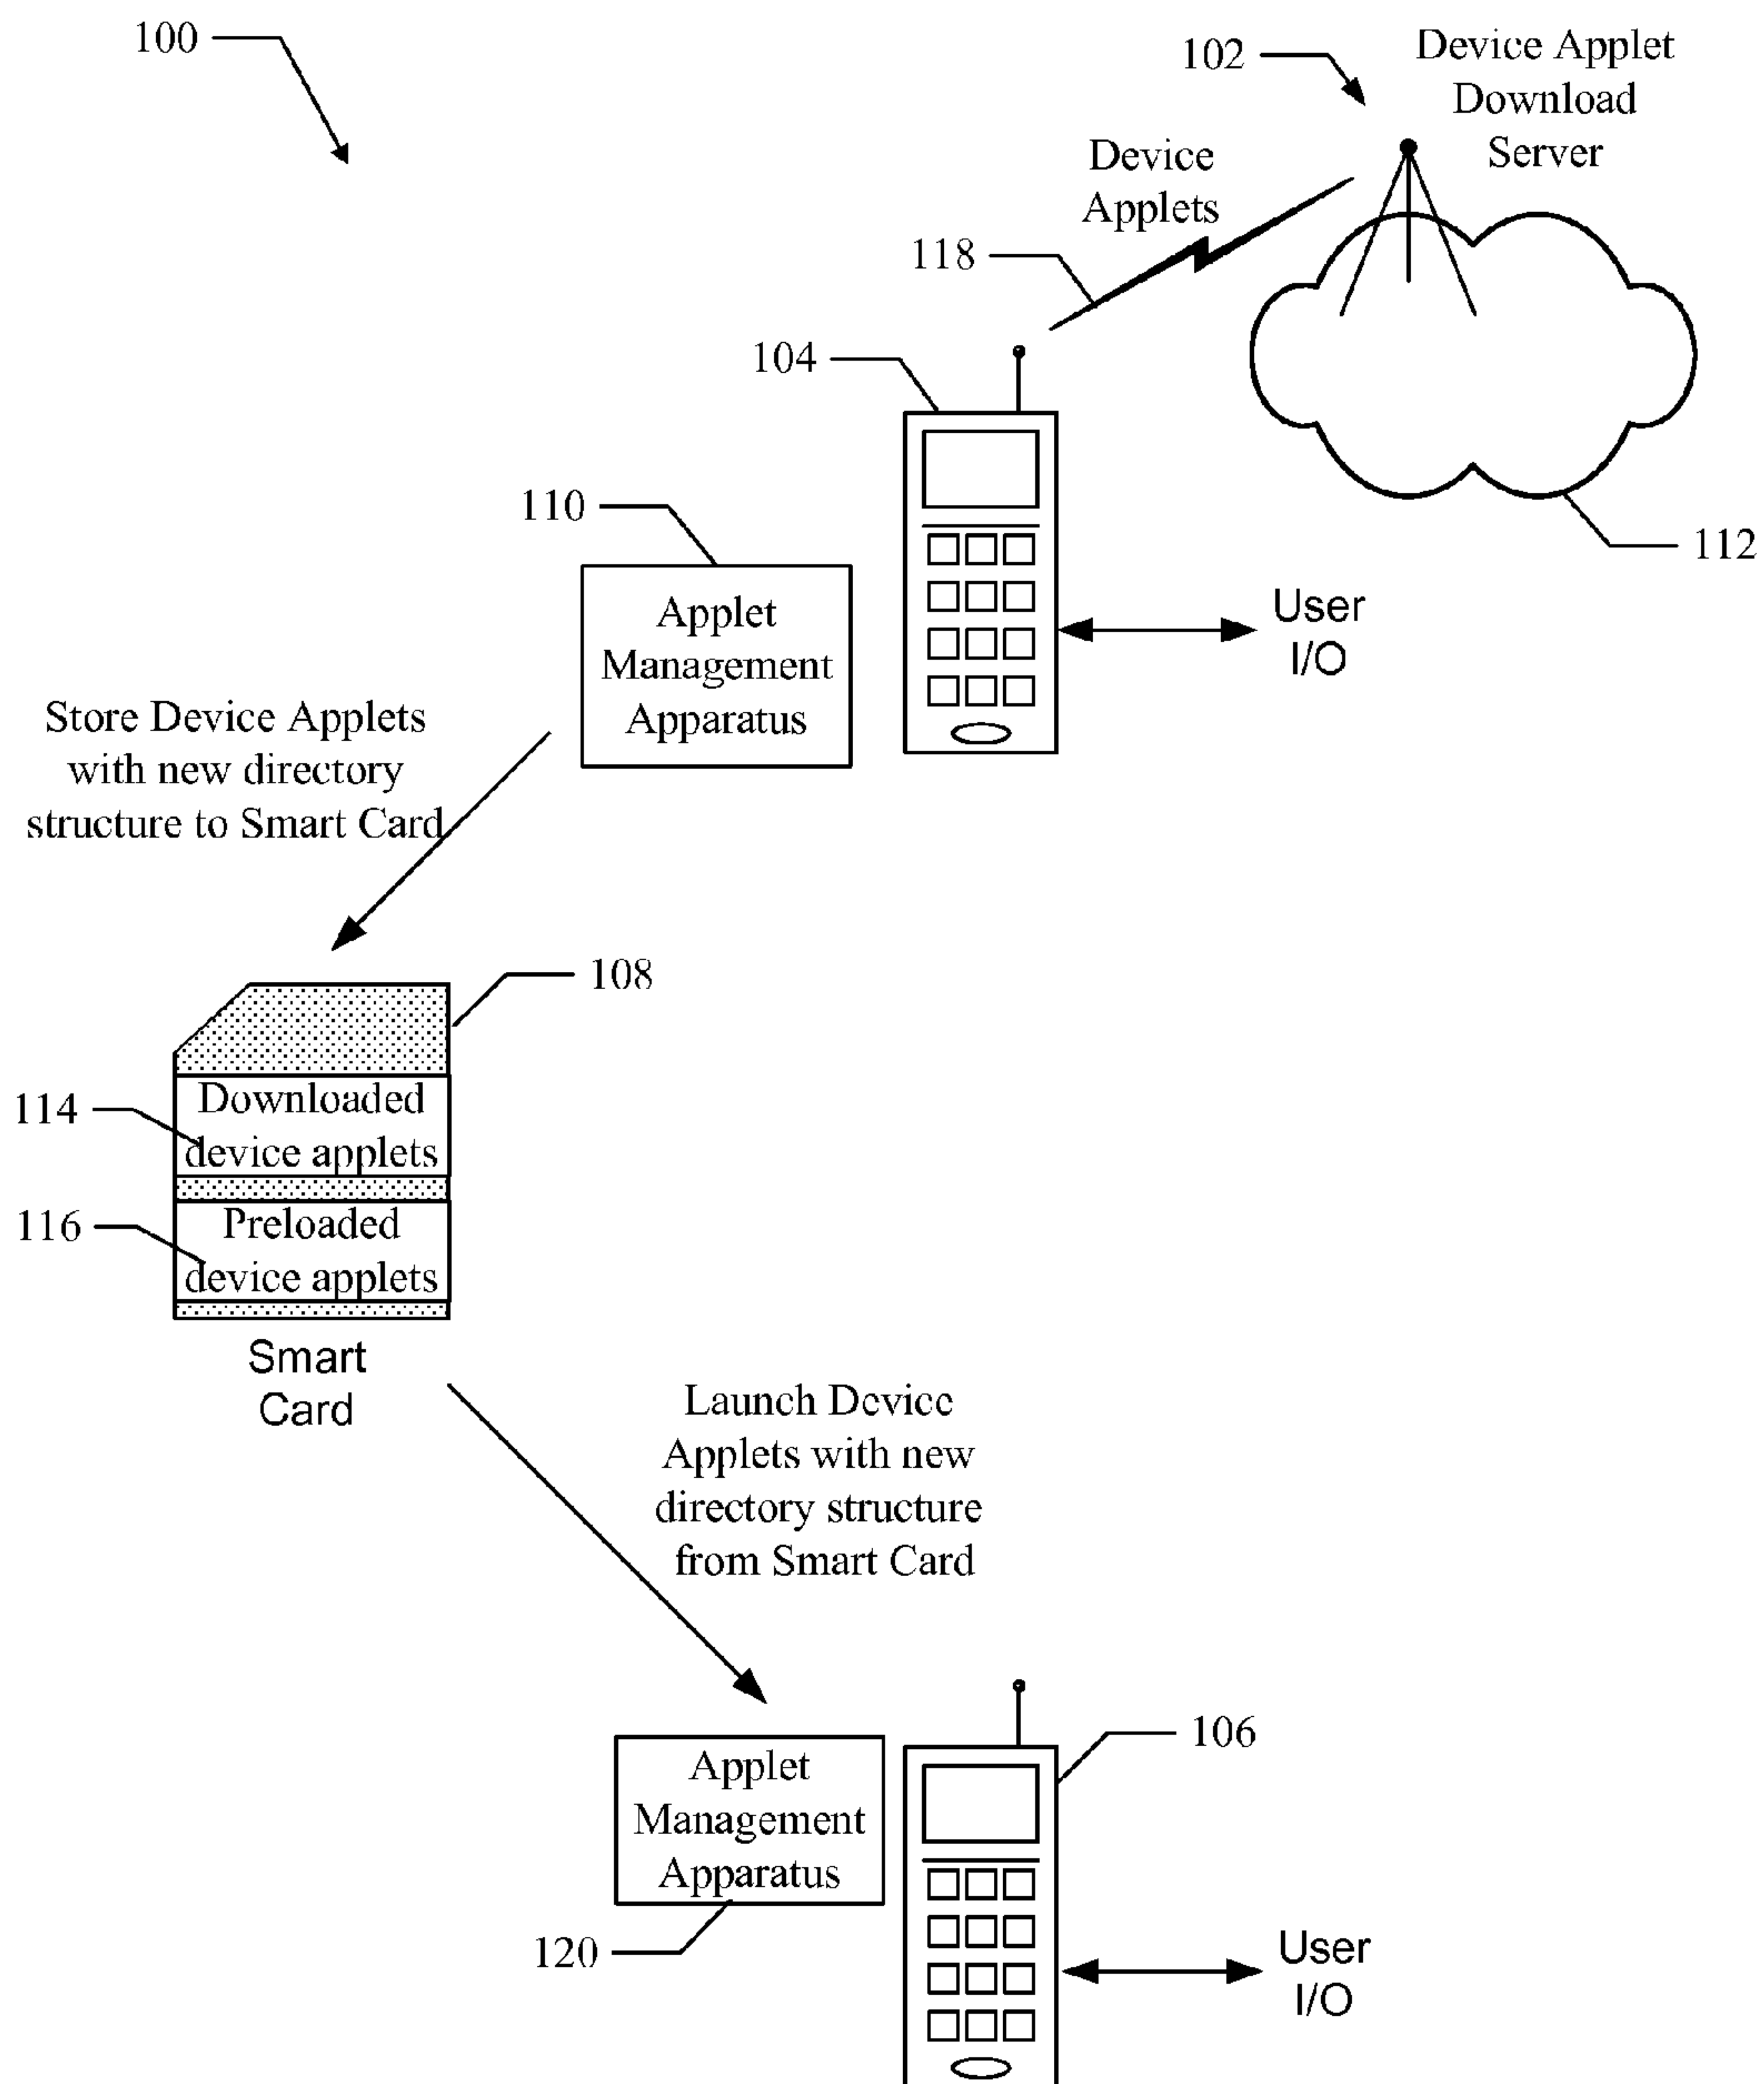 100
102
Device Applet
Download
Server
Device
Applets
118
104
110
112
Applet
Management
Apparatus
User
I/O
Store Device Applets
with new directory
structure to Smart Card
108
114
Downloaded
device applets
116
Preloaded
device applets
Smart
Card
Launch Device
Applets with new
directory structure
from Smart Card
106
Applet
Management
Apparatus
120
User
I/O